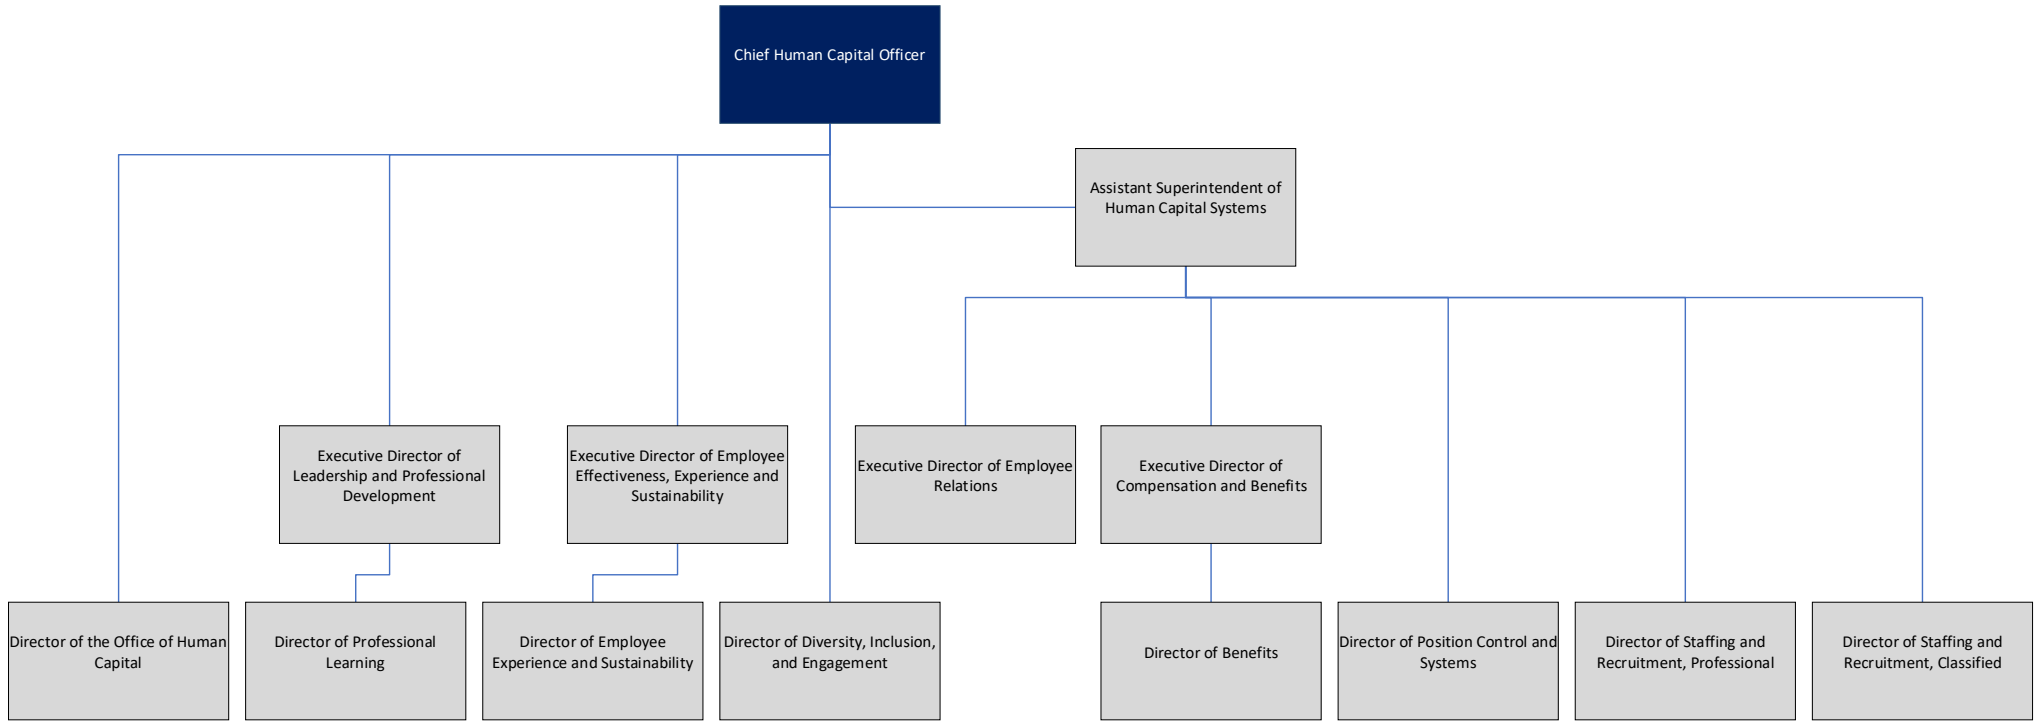 Chief Human Capital Officer
Assistant Superintendent of
Human Capital Systems
Executive Director of
Leadership and Professional
Development
Executive Director of Employee
Effectiveness, Experience and
Sustainability
Executive Director of Employee
Relations
Executive Director of
Compensation and Benefits
Director of the Office of Human
Capital
Director of Professional
Learning
Director of Employee
Experience and Sustainability
Director of Diversity, Inclusion,
and Engagement
Director of Benefits
Director of Position Control and
Systems
Director of Staffing and
Recruitment, Professional
Director of Staffing and
Recruitment, Classified